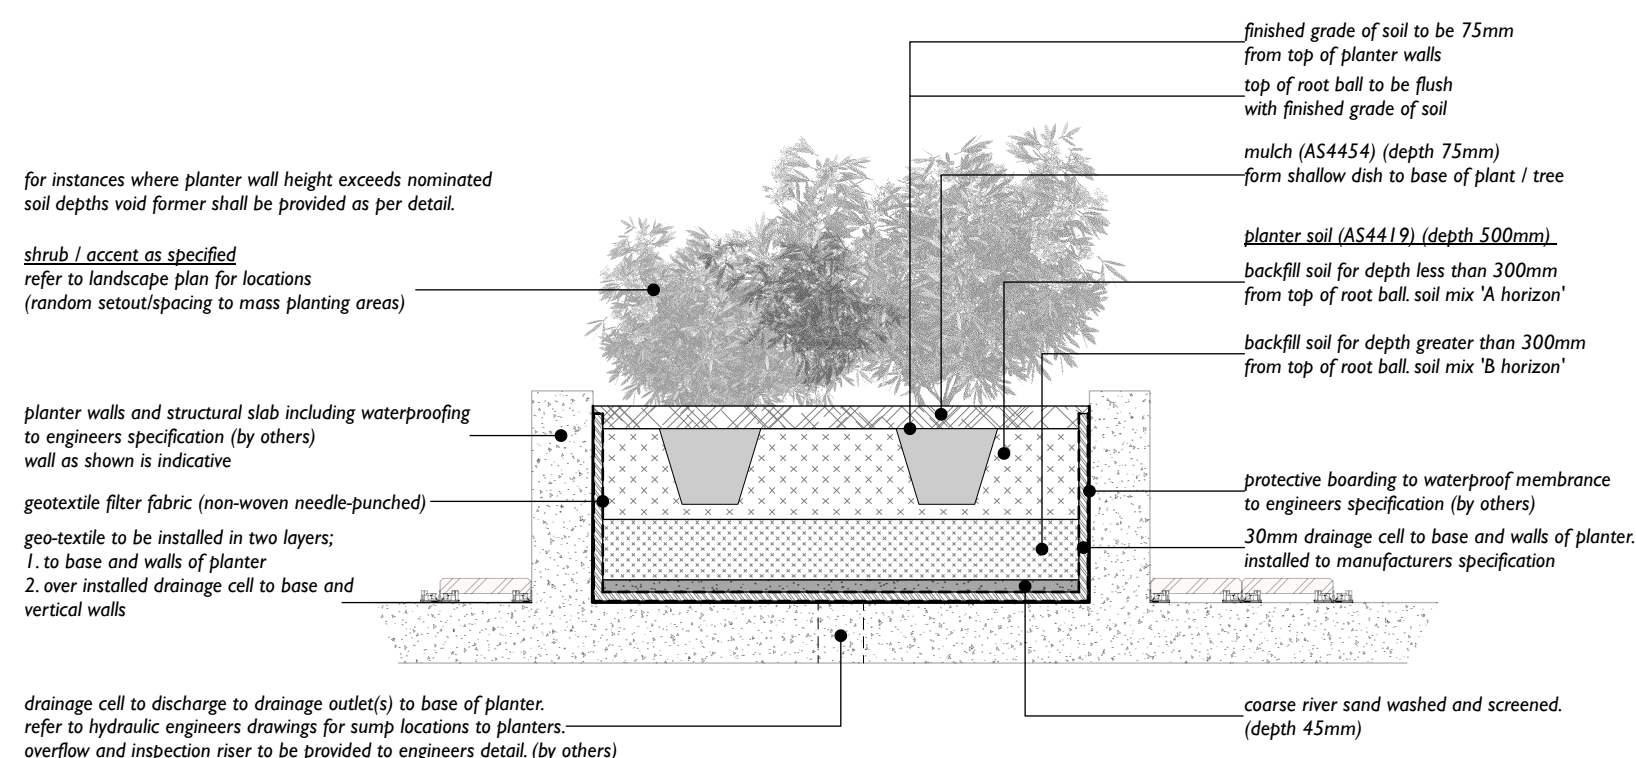 for instances where planter wall height exceeds nominated
soil depths void former shall be provided as per detail.
shrub / accent as specified
refer to landscape plan for locations
(random setout/spacing to mass planting areas)
planter walls and structural slab including waterproofing
to engineers specification (by others)
wall as shown is indicative
geotextile filter fabric (non-woven needle-punched)
geo-textile to be installed in two layers;
1. to base and walls of planter
2. over installed drainage cell to base and
vertical walls
drainage cell to discharge to drainage outlet(s) to base of planter.
refer to hydraulic engineers drawings for sump locations to planters.
overflow and inspection riser to be provided to engineers detail. (by others)
finished grade of soil to be 75mm
from top of planter walls
top of root ball to be flush
with finished grade of soil
mulch (AS4454) (depth 75mm)
form shallow dish to base of plant / tree
planter soil (AS4419) (depth 500mm)
backfill soil for depth less than 300mm
from top of root ball. soil mix 'A horizon'
backfill soil for depth greater than 300mm
from top of root ball. soil mix 'B horizon'
protective boarding to waterproof membrance
to engineers specification (by others)
30mm drainage cell to base and walls of planter.
installed to manufacturers specification
coarse river sand washed and screened.
(depth 45mm)